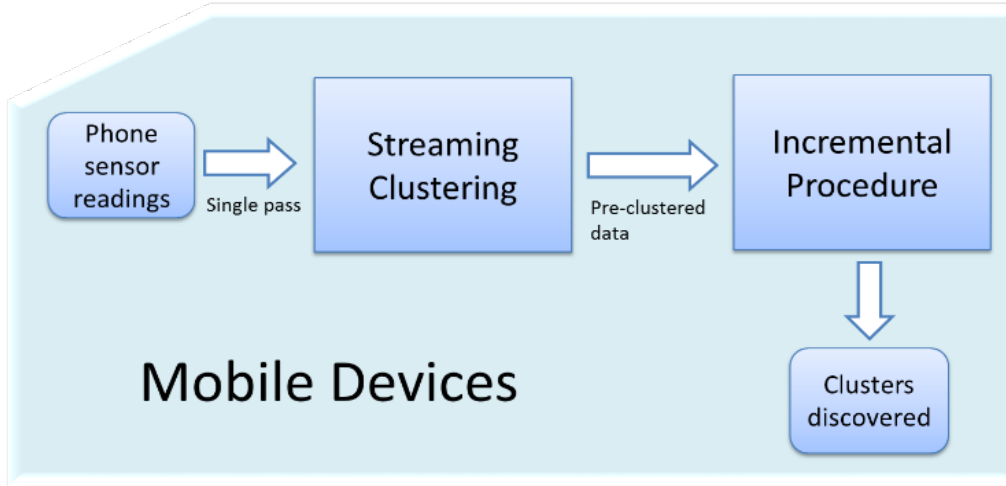 Phone
sensor
readings
Single pass
Streaming
Clustering
Pre-clustered
data
Incremental
Procedure
Clusters
discovered
Mobile Devices